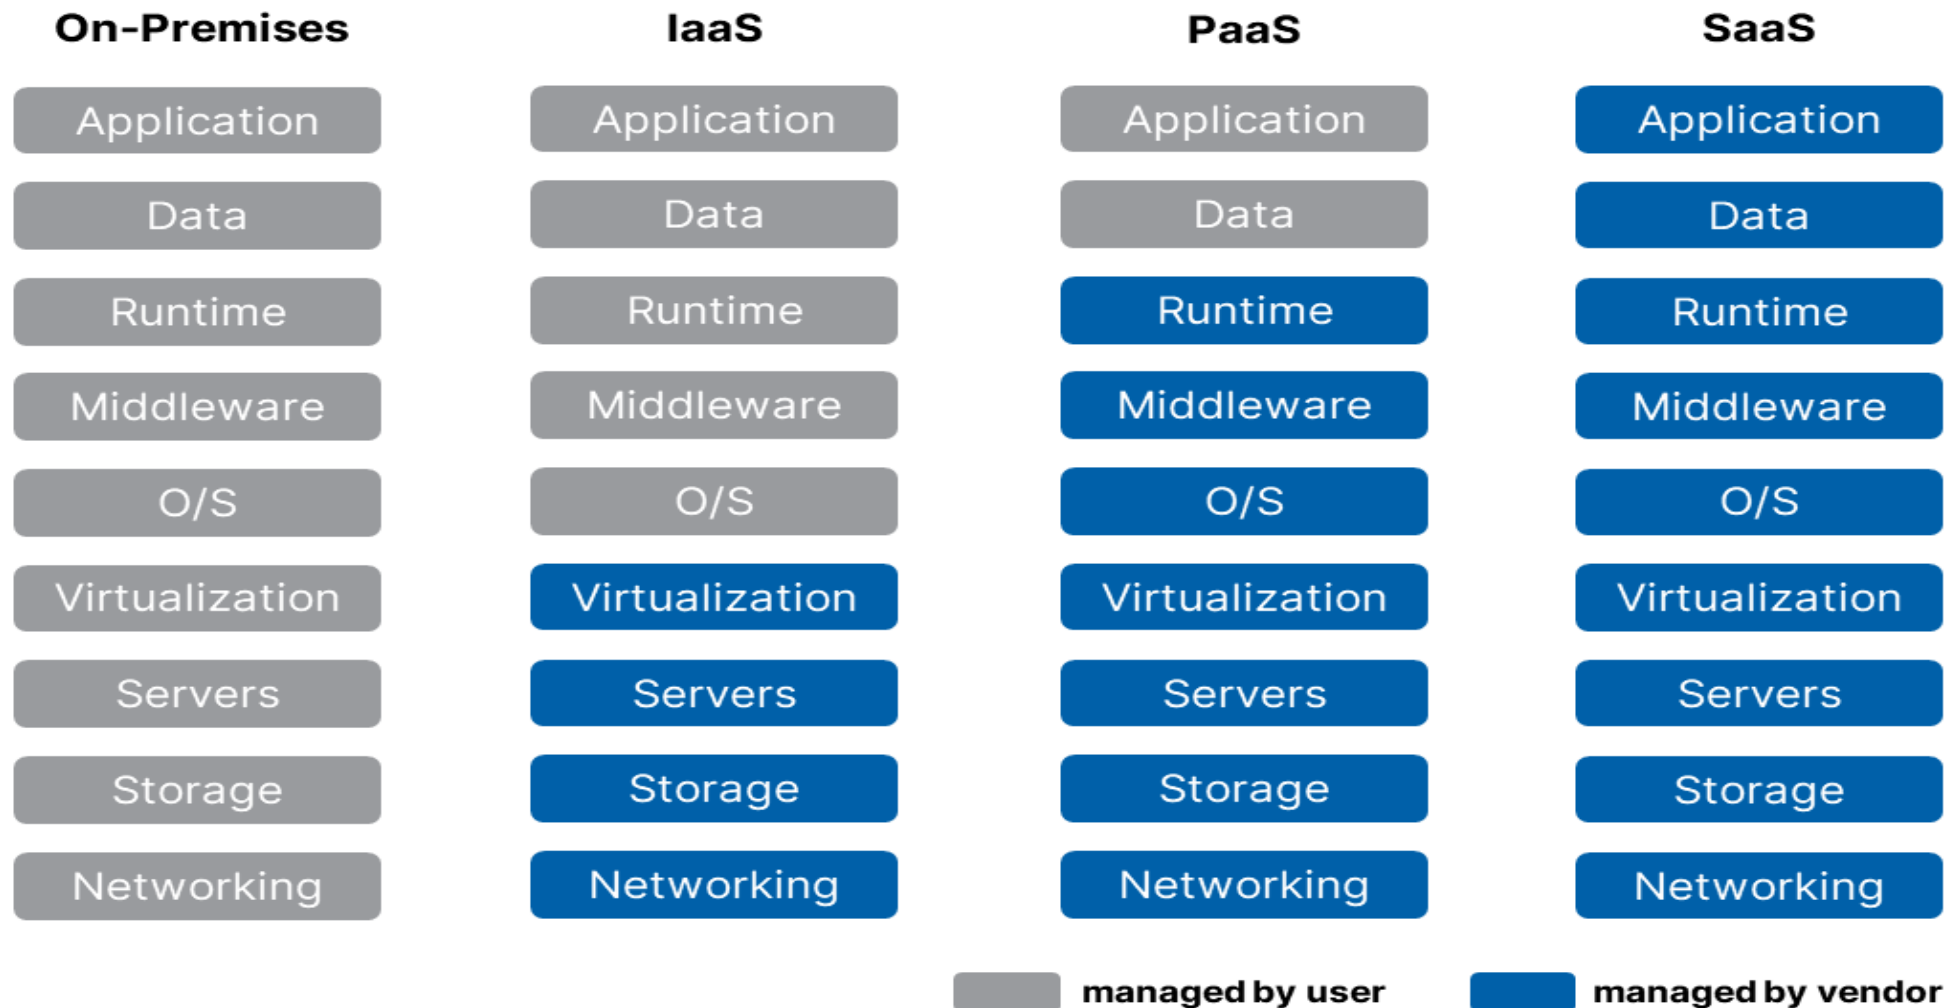 On-Premises IaaS PaaS SaaS
Application Application Application Application
Data Data Data Data
Runtime Runtime Runtime Runtime
Middleware Middleware Middleware Middleware
O/S O/S O/S O/S
Virtualization Virtualization Virtualization Virtualization
Servers Servers Servers Servers
Storage Storage Storage Storage
Networking Networking Networking Networking
managed by user managed by vendor